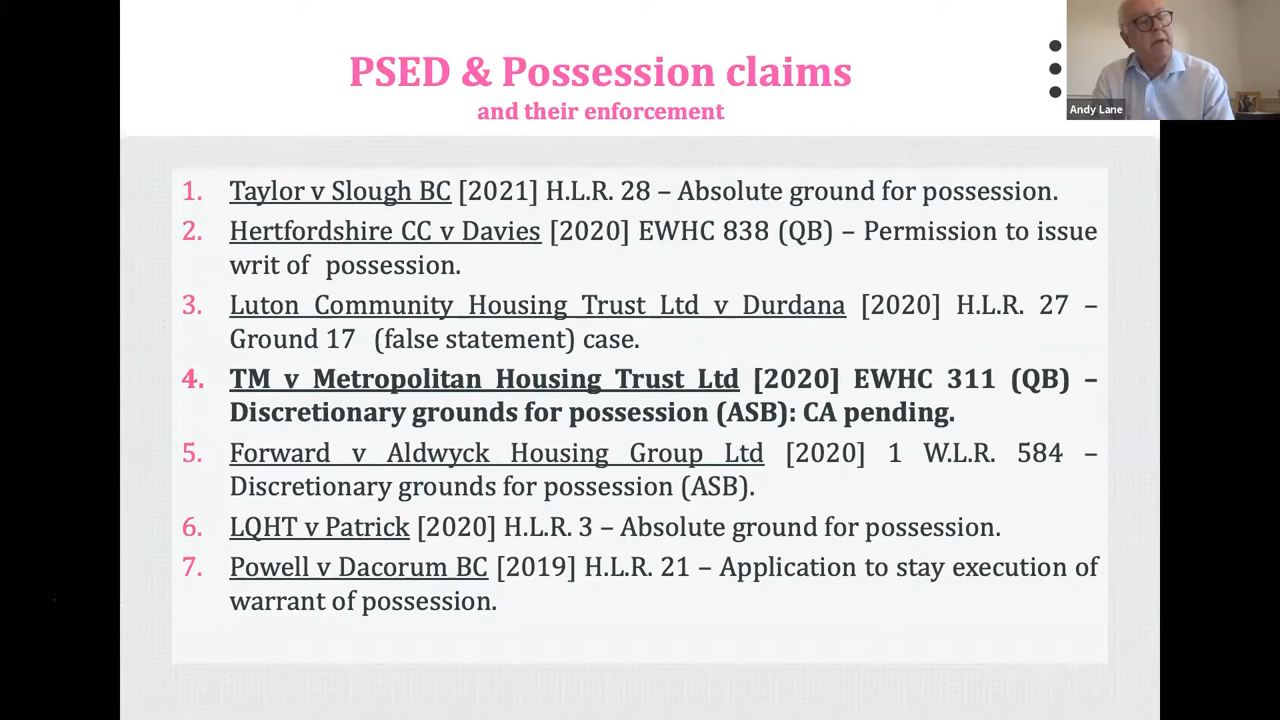 PSED & Possession claims
and their enforcement
Andy Lane
1. Taylor v Slough BC [2021] H.L.R. 28 – Absolute ground for possession.
2. Hertfordshire CC v Davies [2020] EWHC 838 (QB) – Permission to issue
writ of possession.
3. Luton Community Housing Trust Ltd v Durdana [2020] H.L.R. 27 –
Ground 17 (false statement) case.
4. TM v Metropolitan Housing Trust Ltd [2020] EWHC 311 (QB) –
Discretionary grounds for possession (ASB): CA pending.
5. Forward v Aldwyck Housing Group Ltd [2020] 1 W.L.R. 584 –
Discretionary grounds for possession (ASB).
6. LQHT v Patrick [2020] H.L.R. 3 – Absolute ground for possession.
7. Powell v Dacorum BC [2019] H.L.R. 21 – Application to stay execution of
warrant of possession.